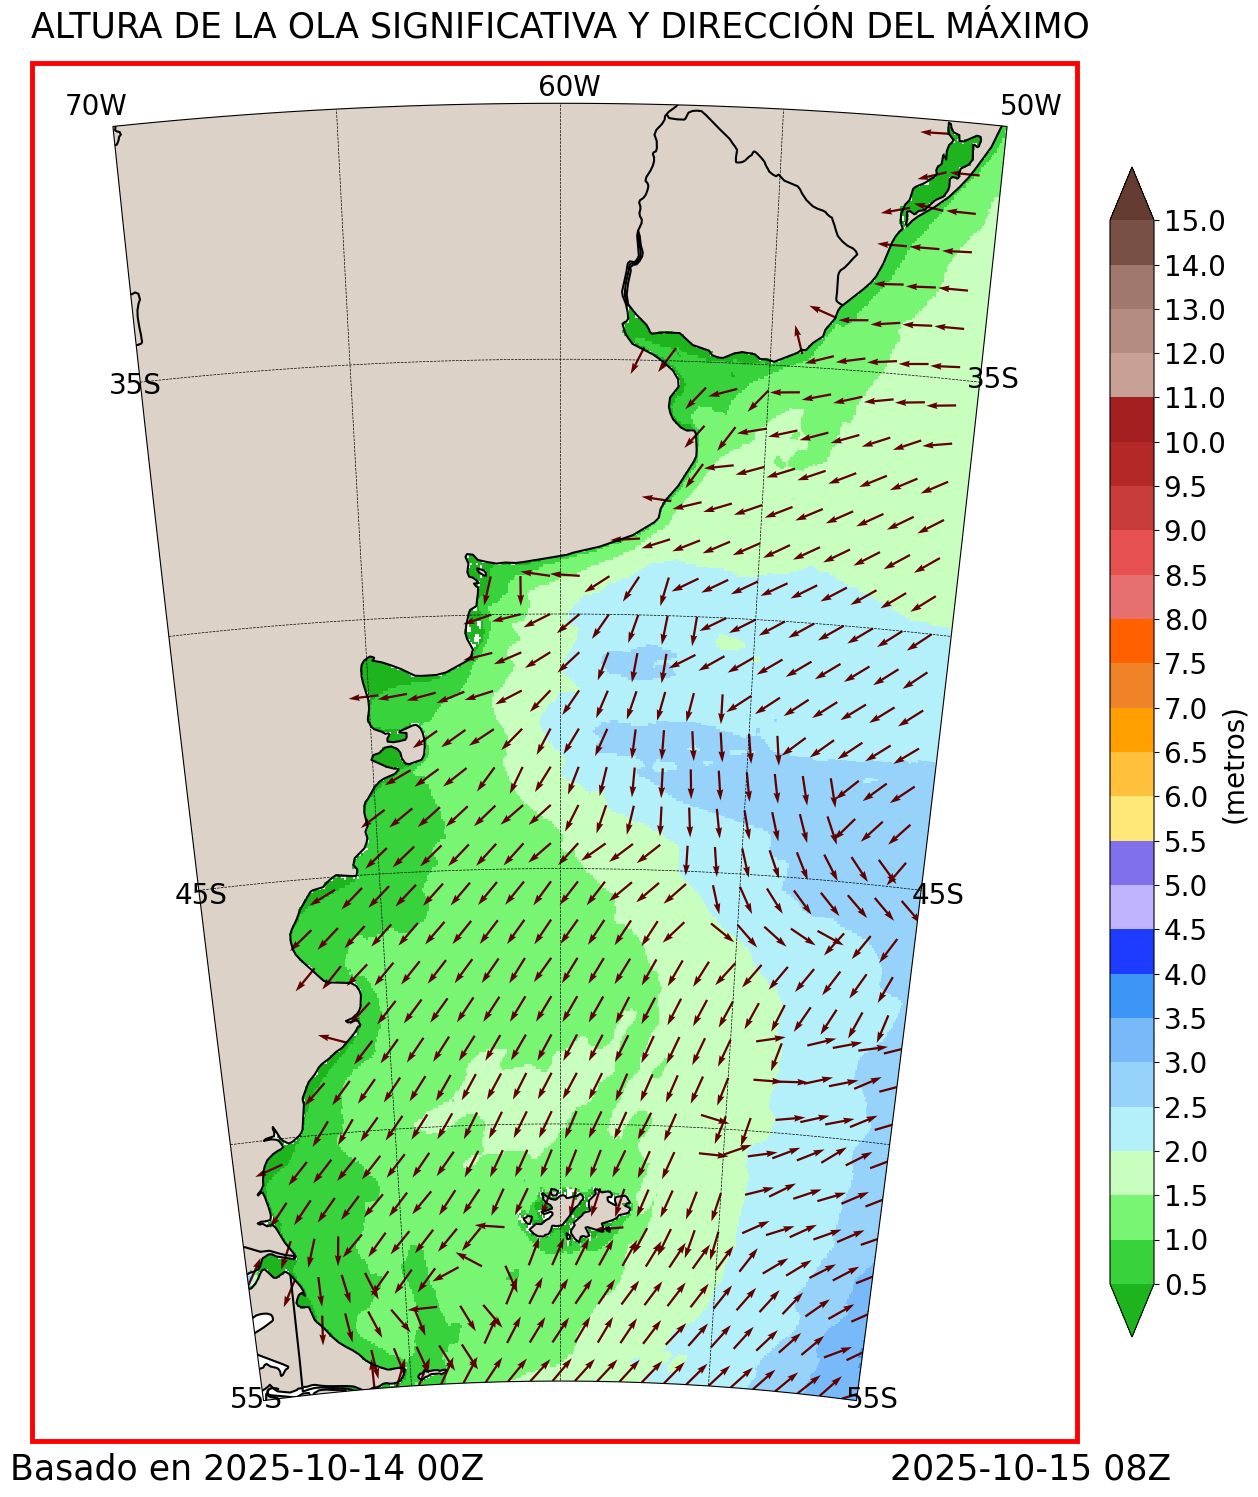 ALTURA DE LA OLA SIGNIFICATIVA Y DIRECCIÓN DEL MÁXIMO
70W
60W
50W
35S
35S
45S
45S
55S
55S
15.0
14.0
13.0
12.0
11.0
10.0
9.5
9.0
8.5
8.0
7.5
7.0
6.5
6.0
5.5
5.0
4.5
4.0
3.5
3.0
2.5
2.0
1.5
1.0
0.5
(metros)
Basado en 2025-10-14 00Z
2025-10-15 08Z